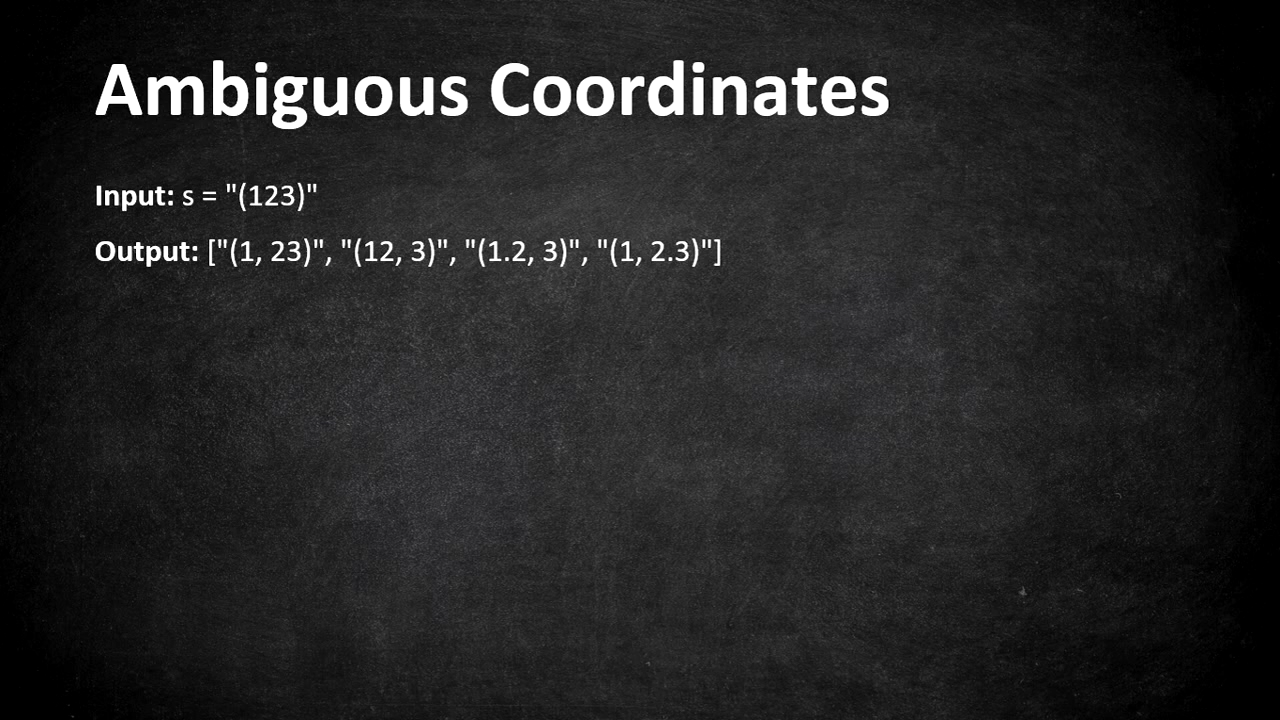 Ambiguous Coordinates
Input: s = "(123)"
Output: ["(1, 23)", "(12, 3)", "(1.2, 3)", "(1, 2.3)"]